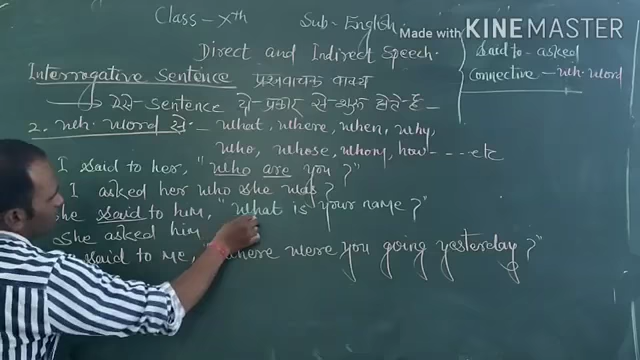 Made with KINEMASTER
Class - Xth Sub - English.
Direct and Indirect Speech.
Said to - asked
connective - wh. word
Interrogative Sentence प्रश्नवाचक वाक्य
→ ऐसे Sentence दो प्रकार से शुरू होते हैं -
2. wh. word से - what, where, when, why,
who, whose, whom, how-----etc
I said to her, "who are you?"
I asked her who she was?
She said to him, "what is your name?"
She asked him
said to me, "where were you going yesterday?"